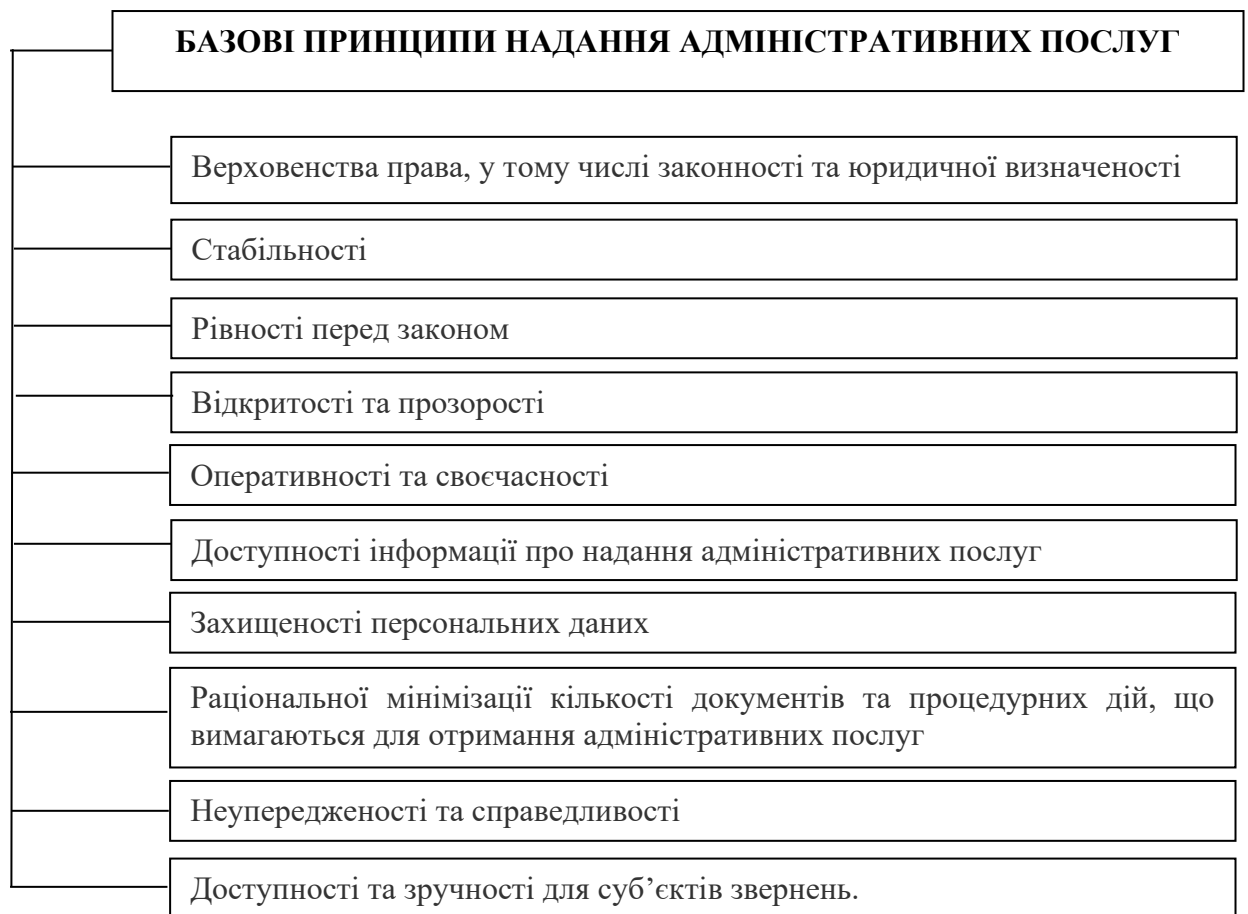 БАЗОВІ ПРИНЦИПИ НАДАННЯ АДМІНІСТРАТИВНИХ ПОСЛУГ
Верховенства права, у тому числі законності та юридичної визначеності
Стабільності
Рівності перед законом
Відкритості та прозорості
Оперативності та своєчасності
Доступності інформації про надання адміністративних послуг
Захищеності персональних даних
Раціональної мінімізації кількості документів та процедурних дій, що
вимагаються для отримання адміністративних послуг
Неупередженості та справедливості
Доступності та зручності для суб’єктів звернень.